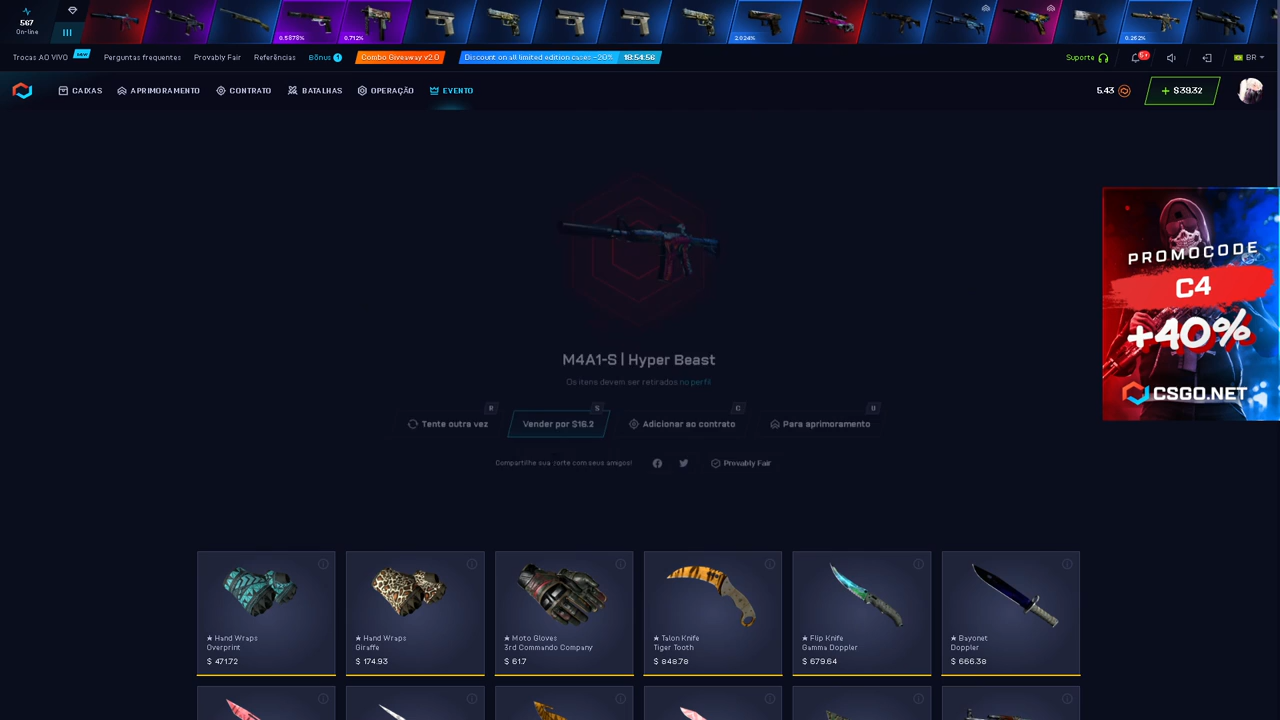 567
On-line
0.5878%
0.712%
2.024%
0.262%
Trocas AO VIVO
NEW
Perguntas frequentes
Provably Fair
Referências
Bônus
1
Combo Giveaway v2.0
Discount on all limited edition cases -20%
18:54:56
Suporte
5+
BR
CAIXAS
APRIMORAMENTO
CONTRATO
BATALHAS
OPERAÇÃO
EVENTO
5.43
+ $39.32
PROMOCODE
C4
+40%
CSGO.NET
M4A1-S | Hyper Beast
Os itens devem ser retirados no perfil
R
Tente outra vez
S
Vender por $16.2
C
Adicionar ao contrato
U
Para aprimoramento
Compartilhe sua sorte com seus amigos!
Provably Fair
★ Hand Wraps
Overprint
$ 471.72
★ Hand Wraps
Giraffe
$ 174.93
★ Moto Gloves
3rd Commando Company
$ 61.7
★ Talon Knife
Tiger Tooth
$ 848.78
★ Flip Knife
Gamma Doppler
$ 679.64
★ Bayonet
Doppler
$ 666.38